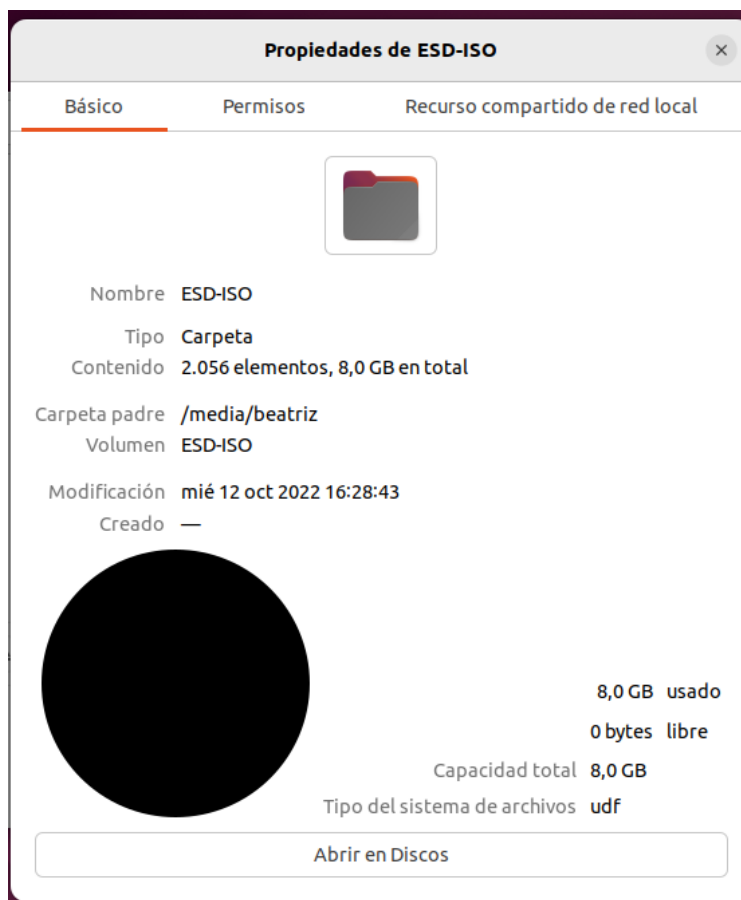 Propiedades de ESD-ISO
Básico Permisos Recurso compartido de red local
Nombre ESD-ISO
Tipo Carpeta
Contenido 2.056 elementos, 8,0 GB en total
Carpeta padre /media/beatriz
Volumen ESD-ISO
Modificación mié 12 oct 2022 16:28:43
Creado —
8,0 GB usado
0 bytes libre
Capacidad total 8,0 GB
Tipo del sistema de archivos udf
Abrir en Discos